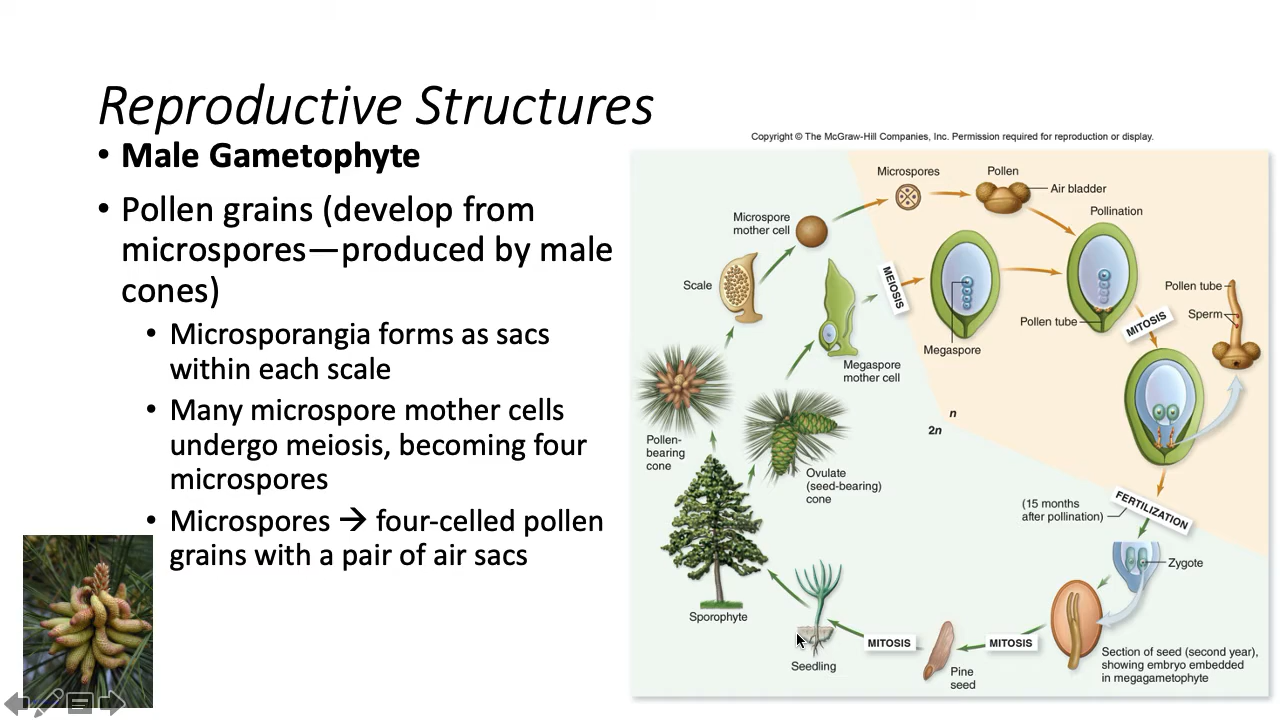 Reproductive Structures
• Male Gametophyte
• Pollen grains (develop from
microspores—produced by male
cones)
• Microsporangia forms as sacs
within each scale
• Many microspore mother cells
undergo meiosis, becoming four
microspores
• Microspores → four-celled pollen
grains with a pair of air sacs
Copyright © The McGraw-Hill Companies, Inc. Permission required for reproduction or display.
Microspores
Pollen
Air bladder
Microspore
mother cell
Pollination
Scale
MEIOSIS
Pollen tube
Sperm
Pollen tube
MITOSIS
Megaspore
Megaspore
mother cell
n
2n
Pollen-
bearing
cone
Ovulate
(seed-bearing)
cone
(15 months
after pollination)
FERTILIZATION
Zygote
Sporophyte
Seedling
MITOSIS
Pine
seed
MITOSIS
Section of seed (second year),
showing embryo embedded
in megagametophyte